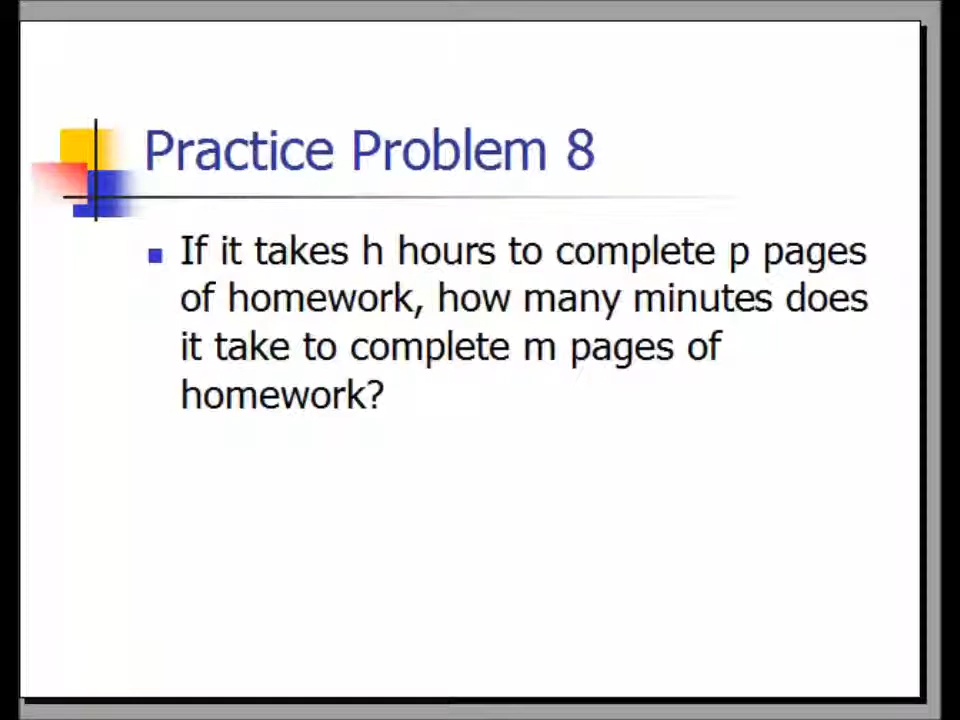 Practice Problem 8
If it takes h hours to complete p pages
of homework, how many minutes does
it take to complete m pages of
homework?